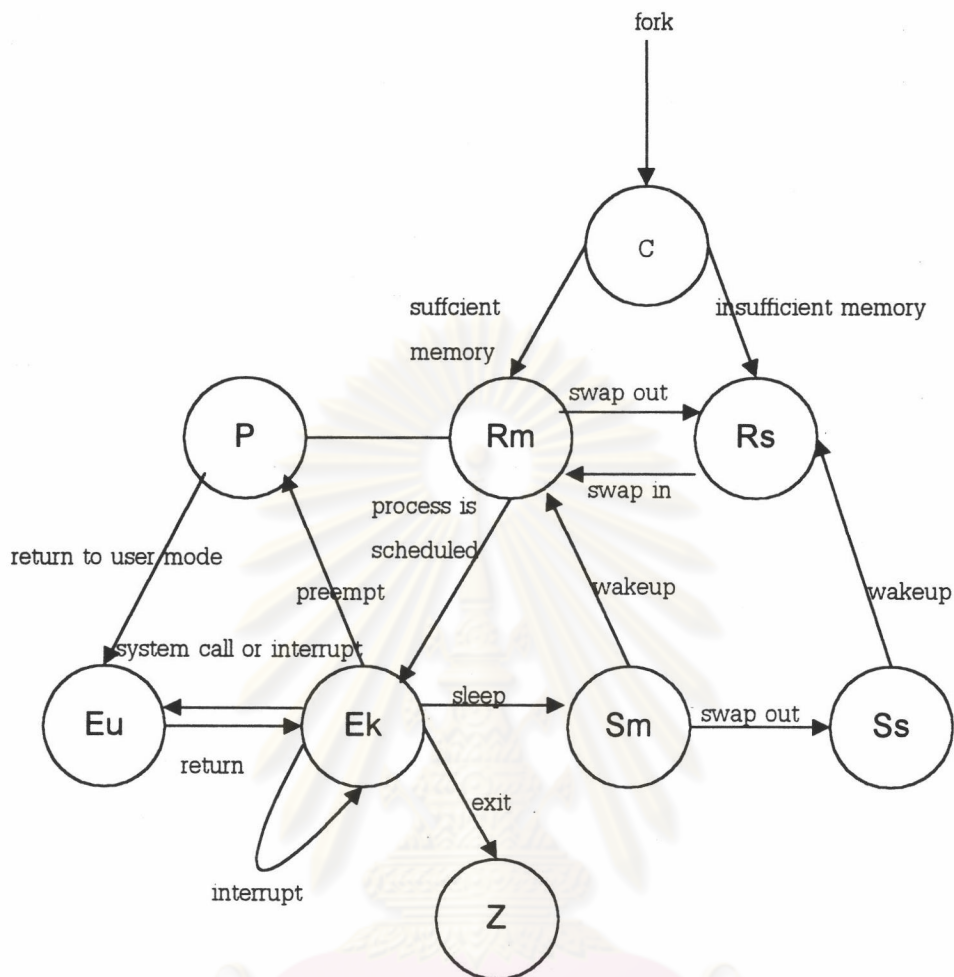 fork
C
suffcient
memory
insufficient memory
swap out
P
Rm
Rs
swap in
process is
scheduled
return to user mode
preempt
wakeup
wakeup
system call or interrupt
sleep
swap out
Eu
Ek
Sm
Ss
return
exit
interrupt
Z